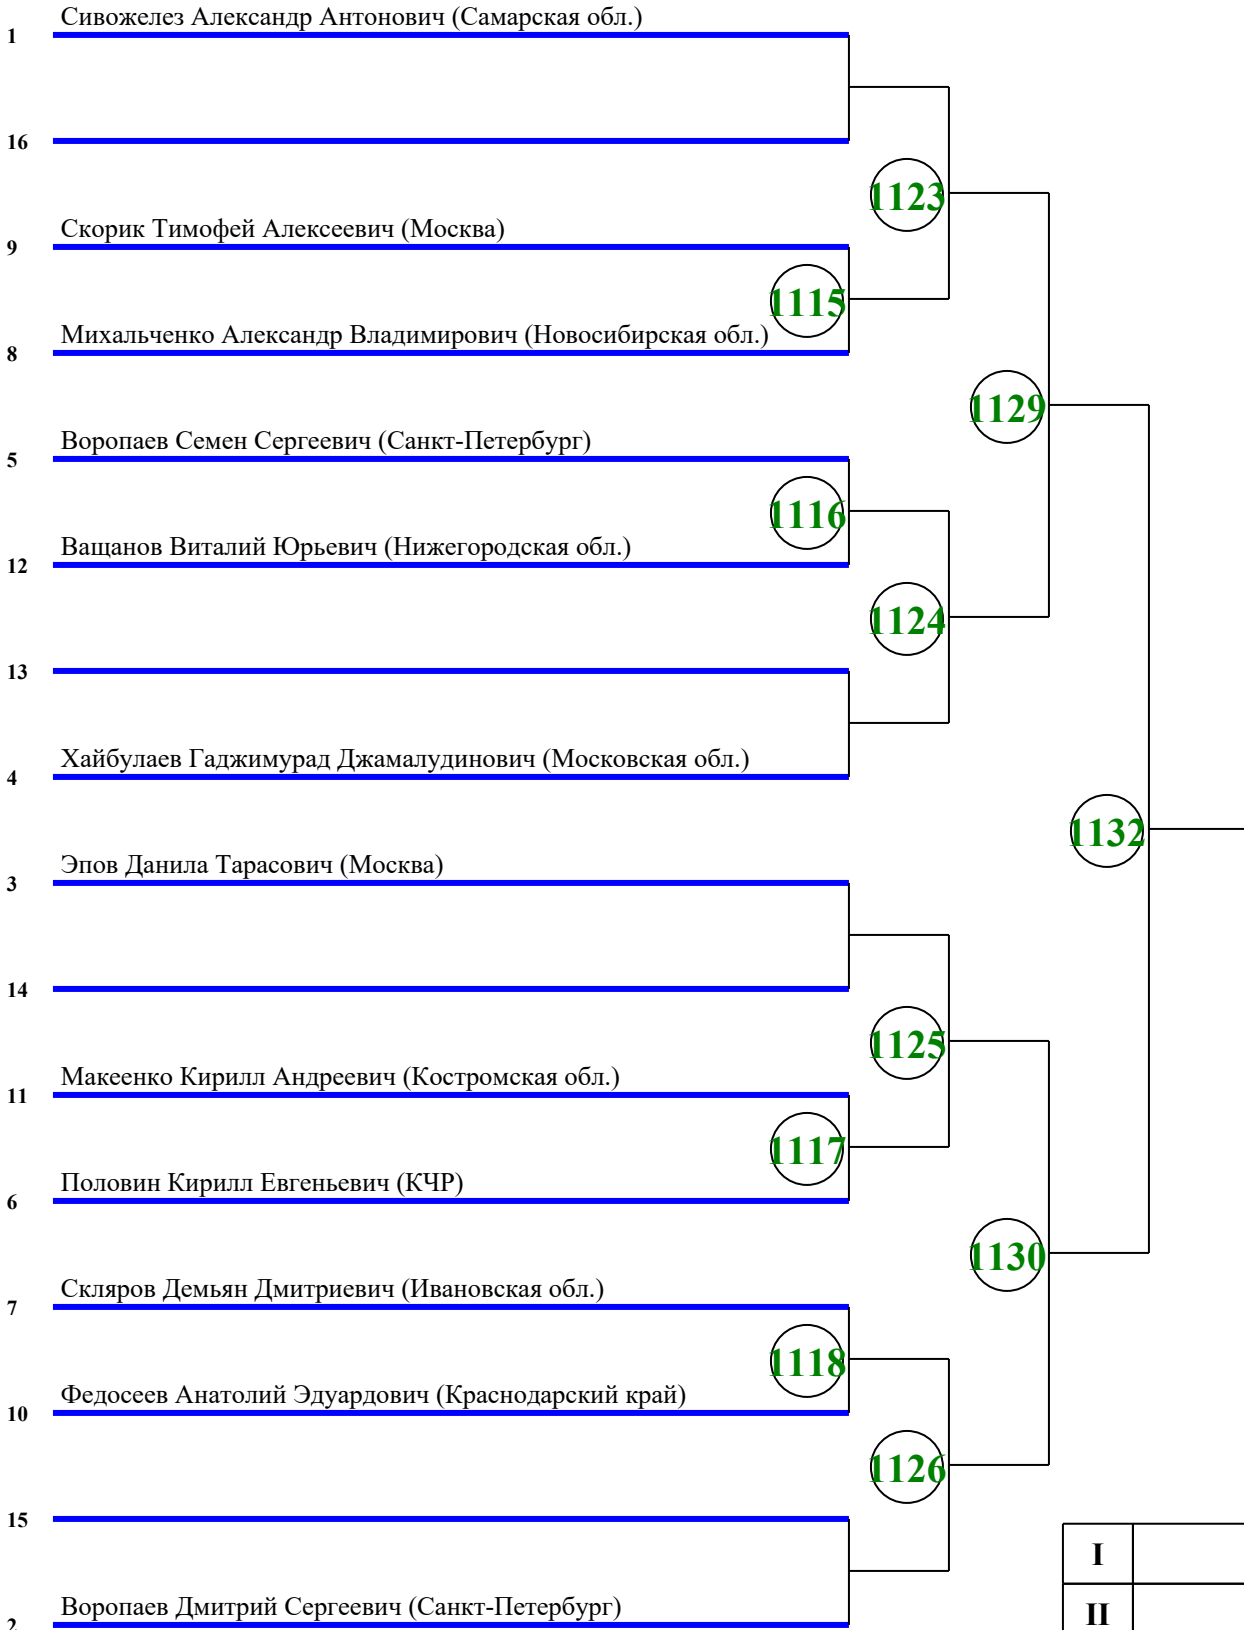 Сивожелез Александр Антонович (Самарская обл.)
1
16
1123
Скорик Тимофей Алексеевич (Москва)
9
1115
Михальченко Александр Владимирович (Новосибирская обл.)
8
1129
Воропаев Семен Сергеевич (Санкт-Петербург)
5
1116
Ващанов Виталий Юрьевич (Нижегородская обл.)
12
1124
13
Хайбулаев Гаджимурад Джамалудинович (Московская обл.)
4
1132
Эпов Данила Тарасович (Москва)
3
14
1125
Макеенко Кирилл Андреевич (Костромская обл.)
11
1117
Половин Кирилл Евгеньевич (КЧР)
6
1130
Скляров Демьян Дмитриевич (Ивановская обл.)
7
1118
Федосеев Анатолий Эдуардович (Краснодарский край)
10
1126
15
I
Воропаев Дмитрий Сергеевич (Санкт-Петербург)
II
2